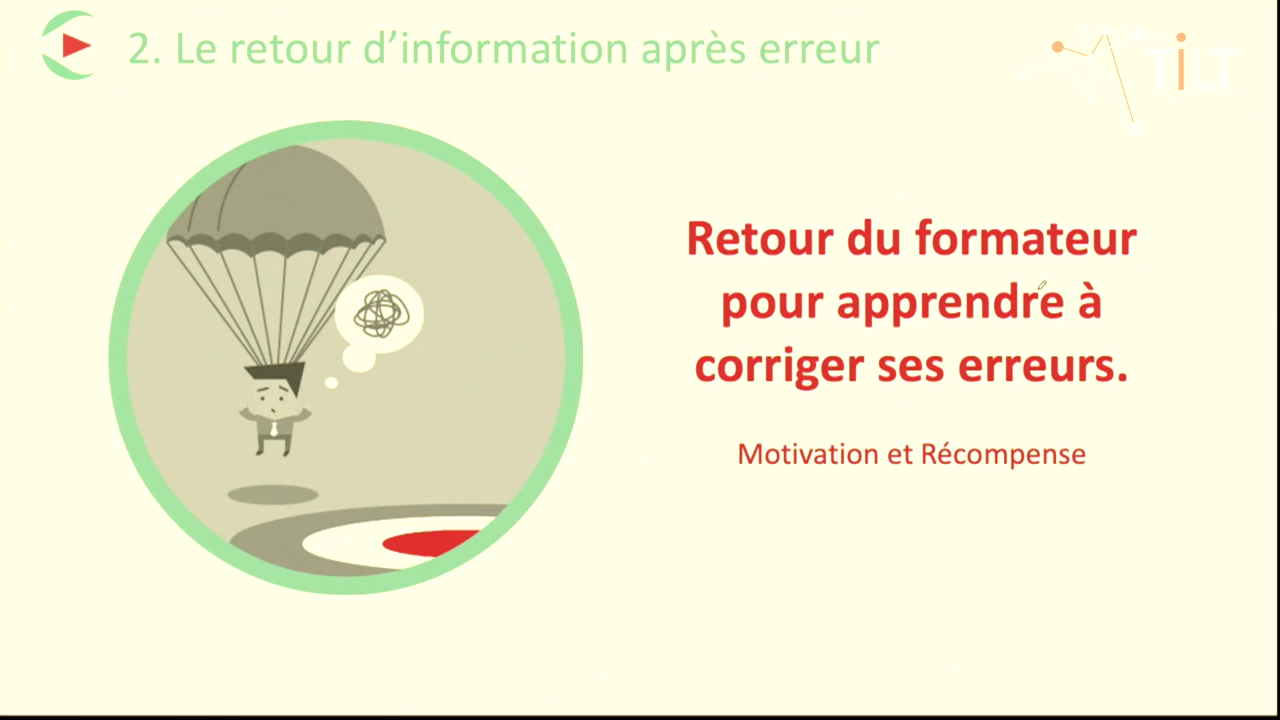 2. Le retour d’information après erreur
TiLT
Retour du formateur
pour apprendre à
corriger ses erreurs.
Motivation et Récompense